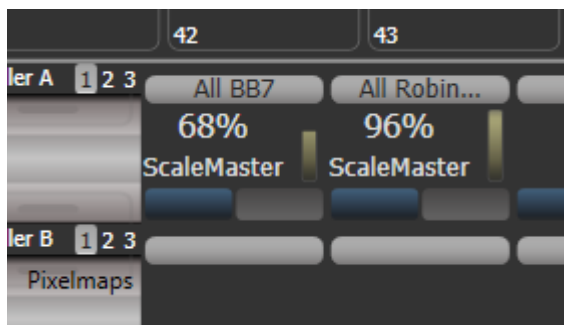 42 43
ler A 1 2 3
All BB7 All Robin...
68% 96%
ScaleMaster ScaleMaster
ler B 1 2 3
Pixelmaps